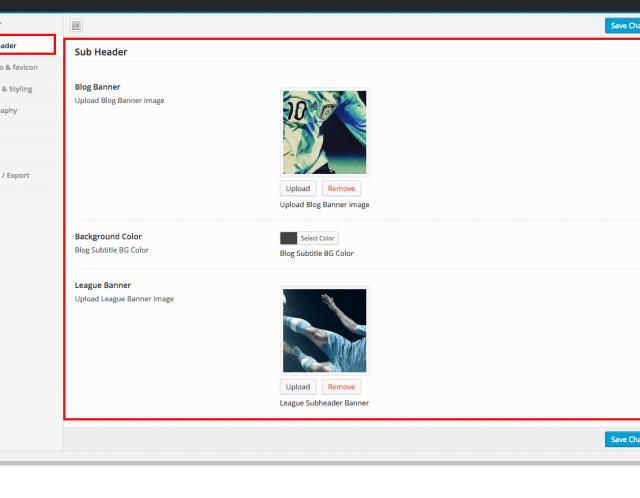 Save Cha
eader
Sub Header
o & favicon
Blog Banner
& Styling
Upload Blog Banner image
10
aphy
/ Export
Upload Remove
Upload Blog Banner image
Background Color
Select Color
Blog Subtitle BG Color
Blog Subtitle BG Color
League Banner
Upload League Banner image
Upload Remove
League Subheader Banner
Save Cha